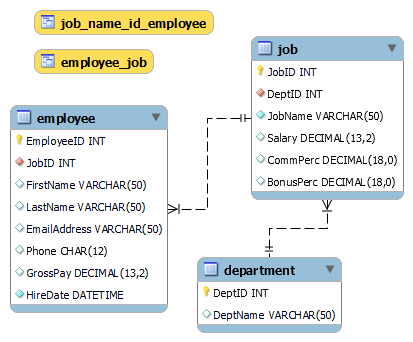 job_name_id_employee
employee_job
job
JobID INT
DeptID INT
JobName VARCHAR(50)
Salary DECIMAL(13,2)
CommPerc DECIMAL(18,0)
BonusPerc DECIMAL(18,0)
employee
EmployeeID INT
JobID INT
FirstName VARCHAR(50)
LastName VARCHAR(50)
EmailAddress VARCHAR(50)
Phone CHAR(12)
GrossPay DECIMAL(13,2)
HireDate DATETIME
department
DeptID INT
DeptName VARCHAR(50)